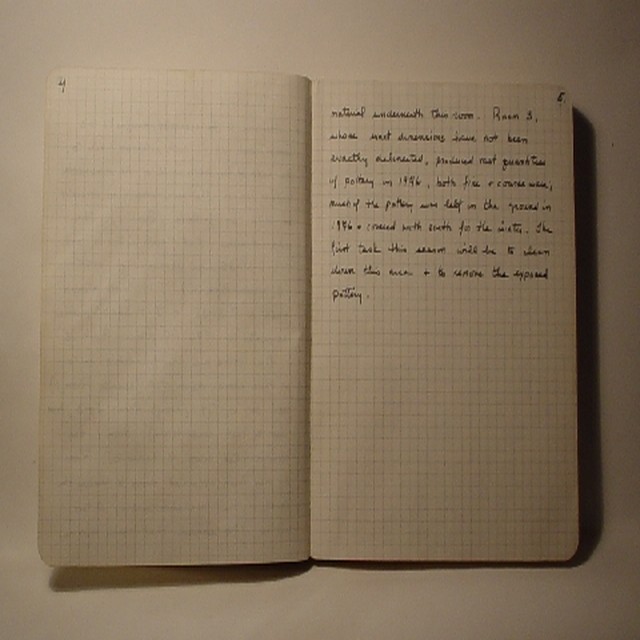 4
5
material underneath this room. Room 3,
whose exact dimensions have not been
exactly delineated, produced vast quantities
of pottery in 1976, both fine + coarse ware;
most of the pottery was left in the ground in
1976 + covered with earth for the winter. The
first task this season will be to clean
down this area + to remove the exposed
pottery.